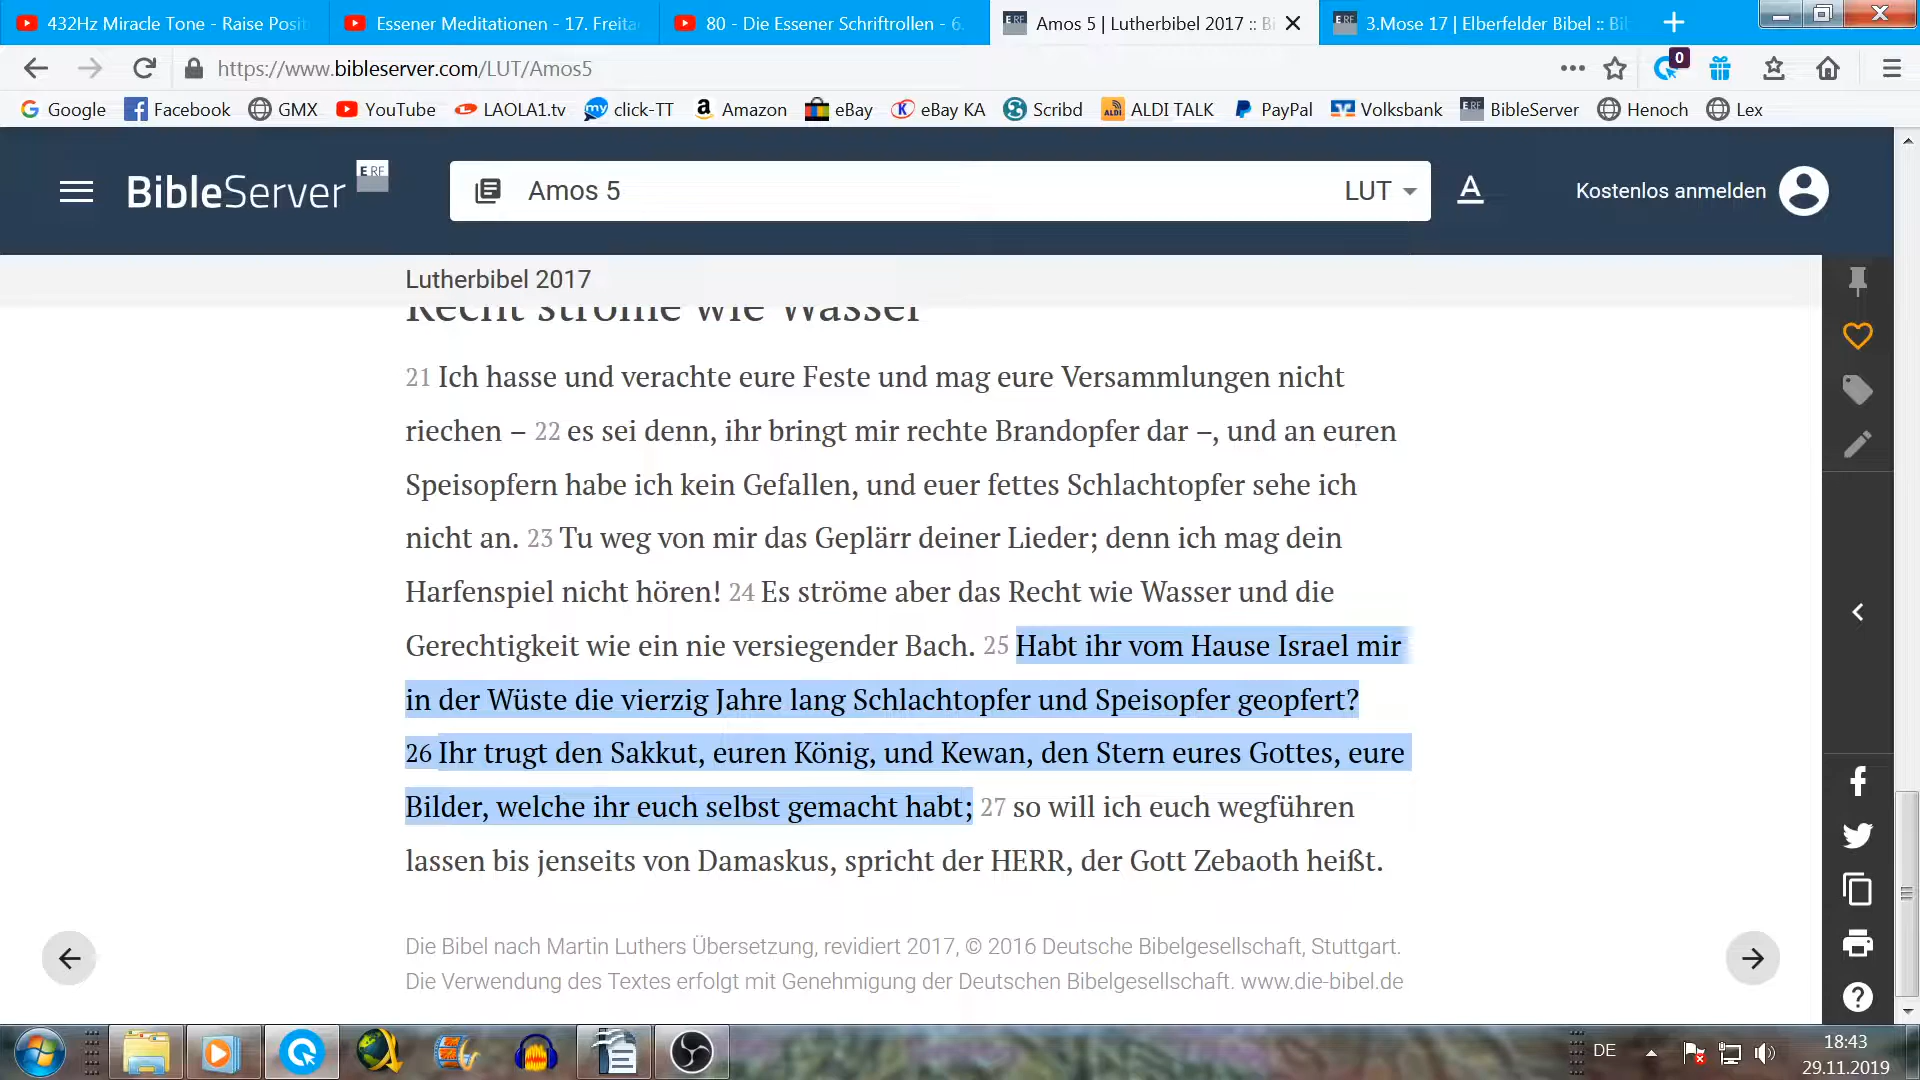 432Hz Miracle Tone - Raise Posit
Essener Meditationen - 17. Freita
80 - Die Essener Schriftrollen - 6.
Amos 5 | Lutherbibel 2017 :: B
3.Mose 17 | Elberfelder Bibel :: Bi
https://www.bibleserver.com/LUT/Amos5
0
Google
Facebook
GMX
YouTube
LAOLA1.tv
click-TT
Amazon
eBay
eBay KA
Scribd
ALDI TALK
PayPal
Volksbank
BibleServer
Henoch
Lex
BibleServer
ERF
Amos 5
LUT
A
Kostenlos anmelden
Lutherbibel 2017
Recht ströme wie Wasser
21 Ich hasse und verachte eure Feste und mag eure Versammlungen nicht
riechen – 22 es sei denn, ihr bringt mir rechte Brandopfer dar –, und an euren
Speisopfern habe ich kein Gefallen, und euer fettes Schlachtopfer sehe ich
nicht an. 23 Tu weg von mir das Geplärr deiner Lieder; denn ich mag dein
Harfenspiel nicht hören! 24 Es ströme aber das Recht wie Wasser und die
Gerechtigkeit wie ein nie versiegender Bach. 25 Habt ihr vom Hause Israel mir
in der Wüste die vierzig Jahre lang Schlachtopfer und Speisopfer geopfert?
26 Ihr trugt den Sakkut, euren König, und Kewan, den Stern eures Gottes, eure
Bilder, welche ihr euch selbst gemacht habt; 27 so will ich euch wegführen
lassen bis jenseits von Damaskus, spricht der HERR, der Gott Zebaoth heißt.
Die Bibel nach Martin Luthers Übersetzung, revidiert 2017, © 2016 Deutsche Bibelgesellschaft, Stuttgart.
Die Verwendung des Textes erfolgt mit Genehmigung der Deutschen Bibelgesellschaft. www.die-bibel.de
DE
18:43
29.11.2019